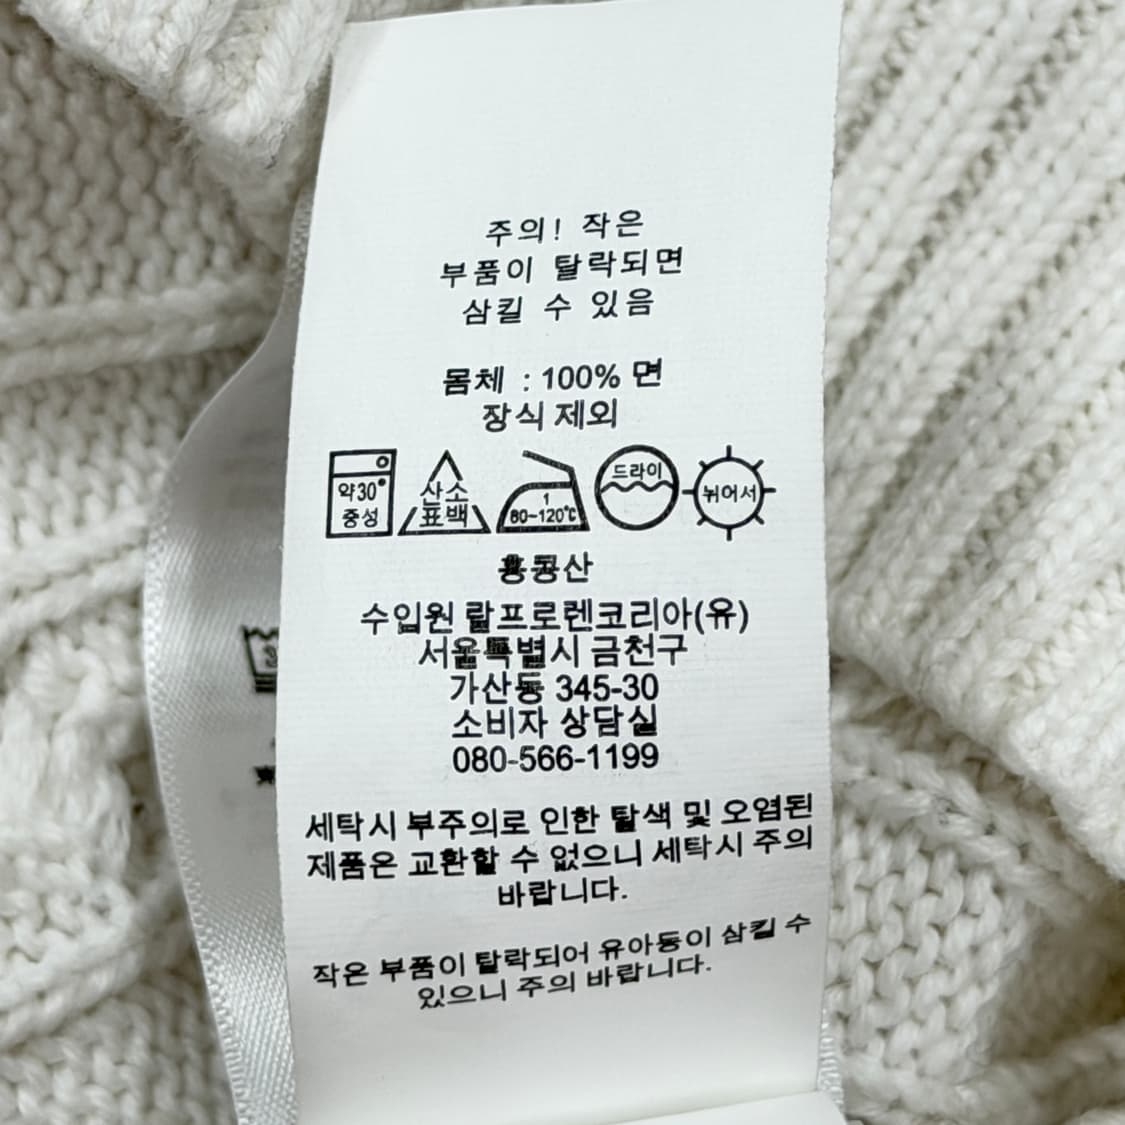 주의! 작은
부품이 탈락되면
삼킬 수 있음
몸체 : 100% 면
장식 제외
약30°
중성
산소
표백
1
80~120℃
드라이
뉘어서
홍콩산
수입원 랄프로렌코리아(유)
서울특별시 금천구
가산동 345-30
소비자 상담실
080-566-1199
세탁시 부주의로 인한 탈색 및 오염된
제품은 교환할 수 없으니 세탁시 주의
바랍니다.
작은 부품이 탈락되어 유아동이 삼킬 수
있으니 주의 바랍니다.